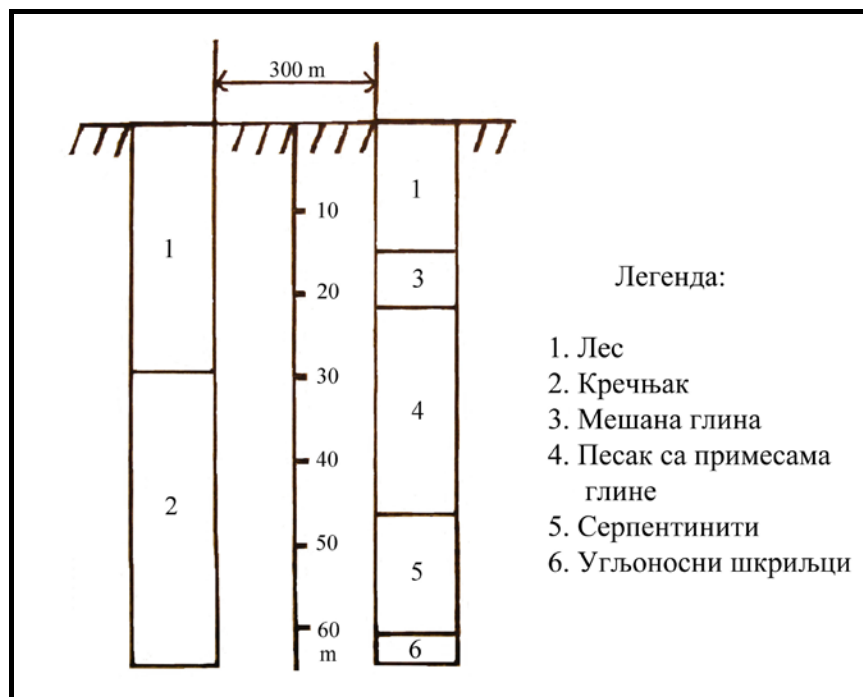 300 m
1
2
10
20
30
40
50
60
m
1
3
4
5
6
Легенда:
1. Лес
2. Кречњак
3. Мешана глина
4. Песак са примесама
глине
5. Серпентинити
6. Угљоносни шкриљци